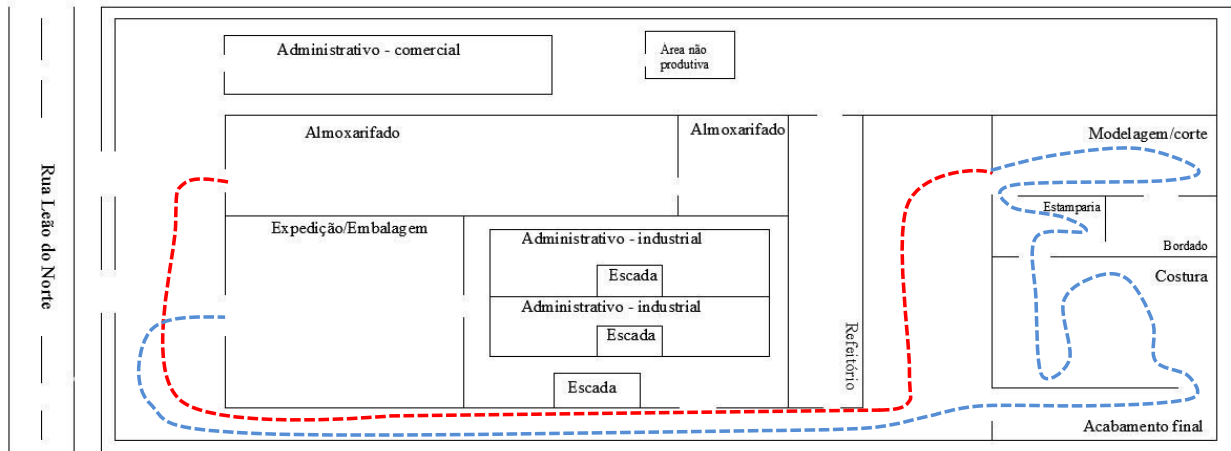 Administrativo - comercial
Area não
produtiva
Almoxarifado
Almoxarifado
Modelagem/corte
Rua Leão do Norte
Estamparia
Expedição/Embalagem
Administrativo - industrial
Bordado
Costura
Escada
Administrativo - industrial
Escada
Refeitório
Escada
Acabamento final